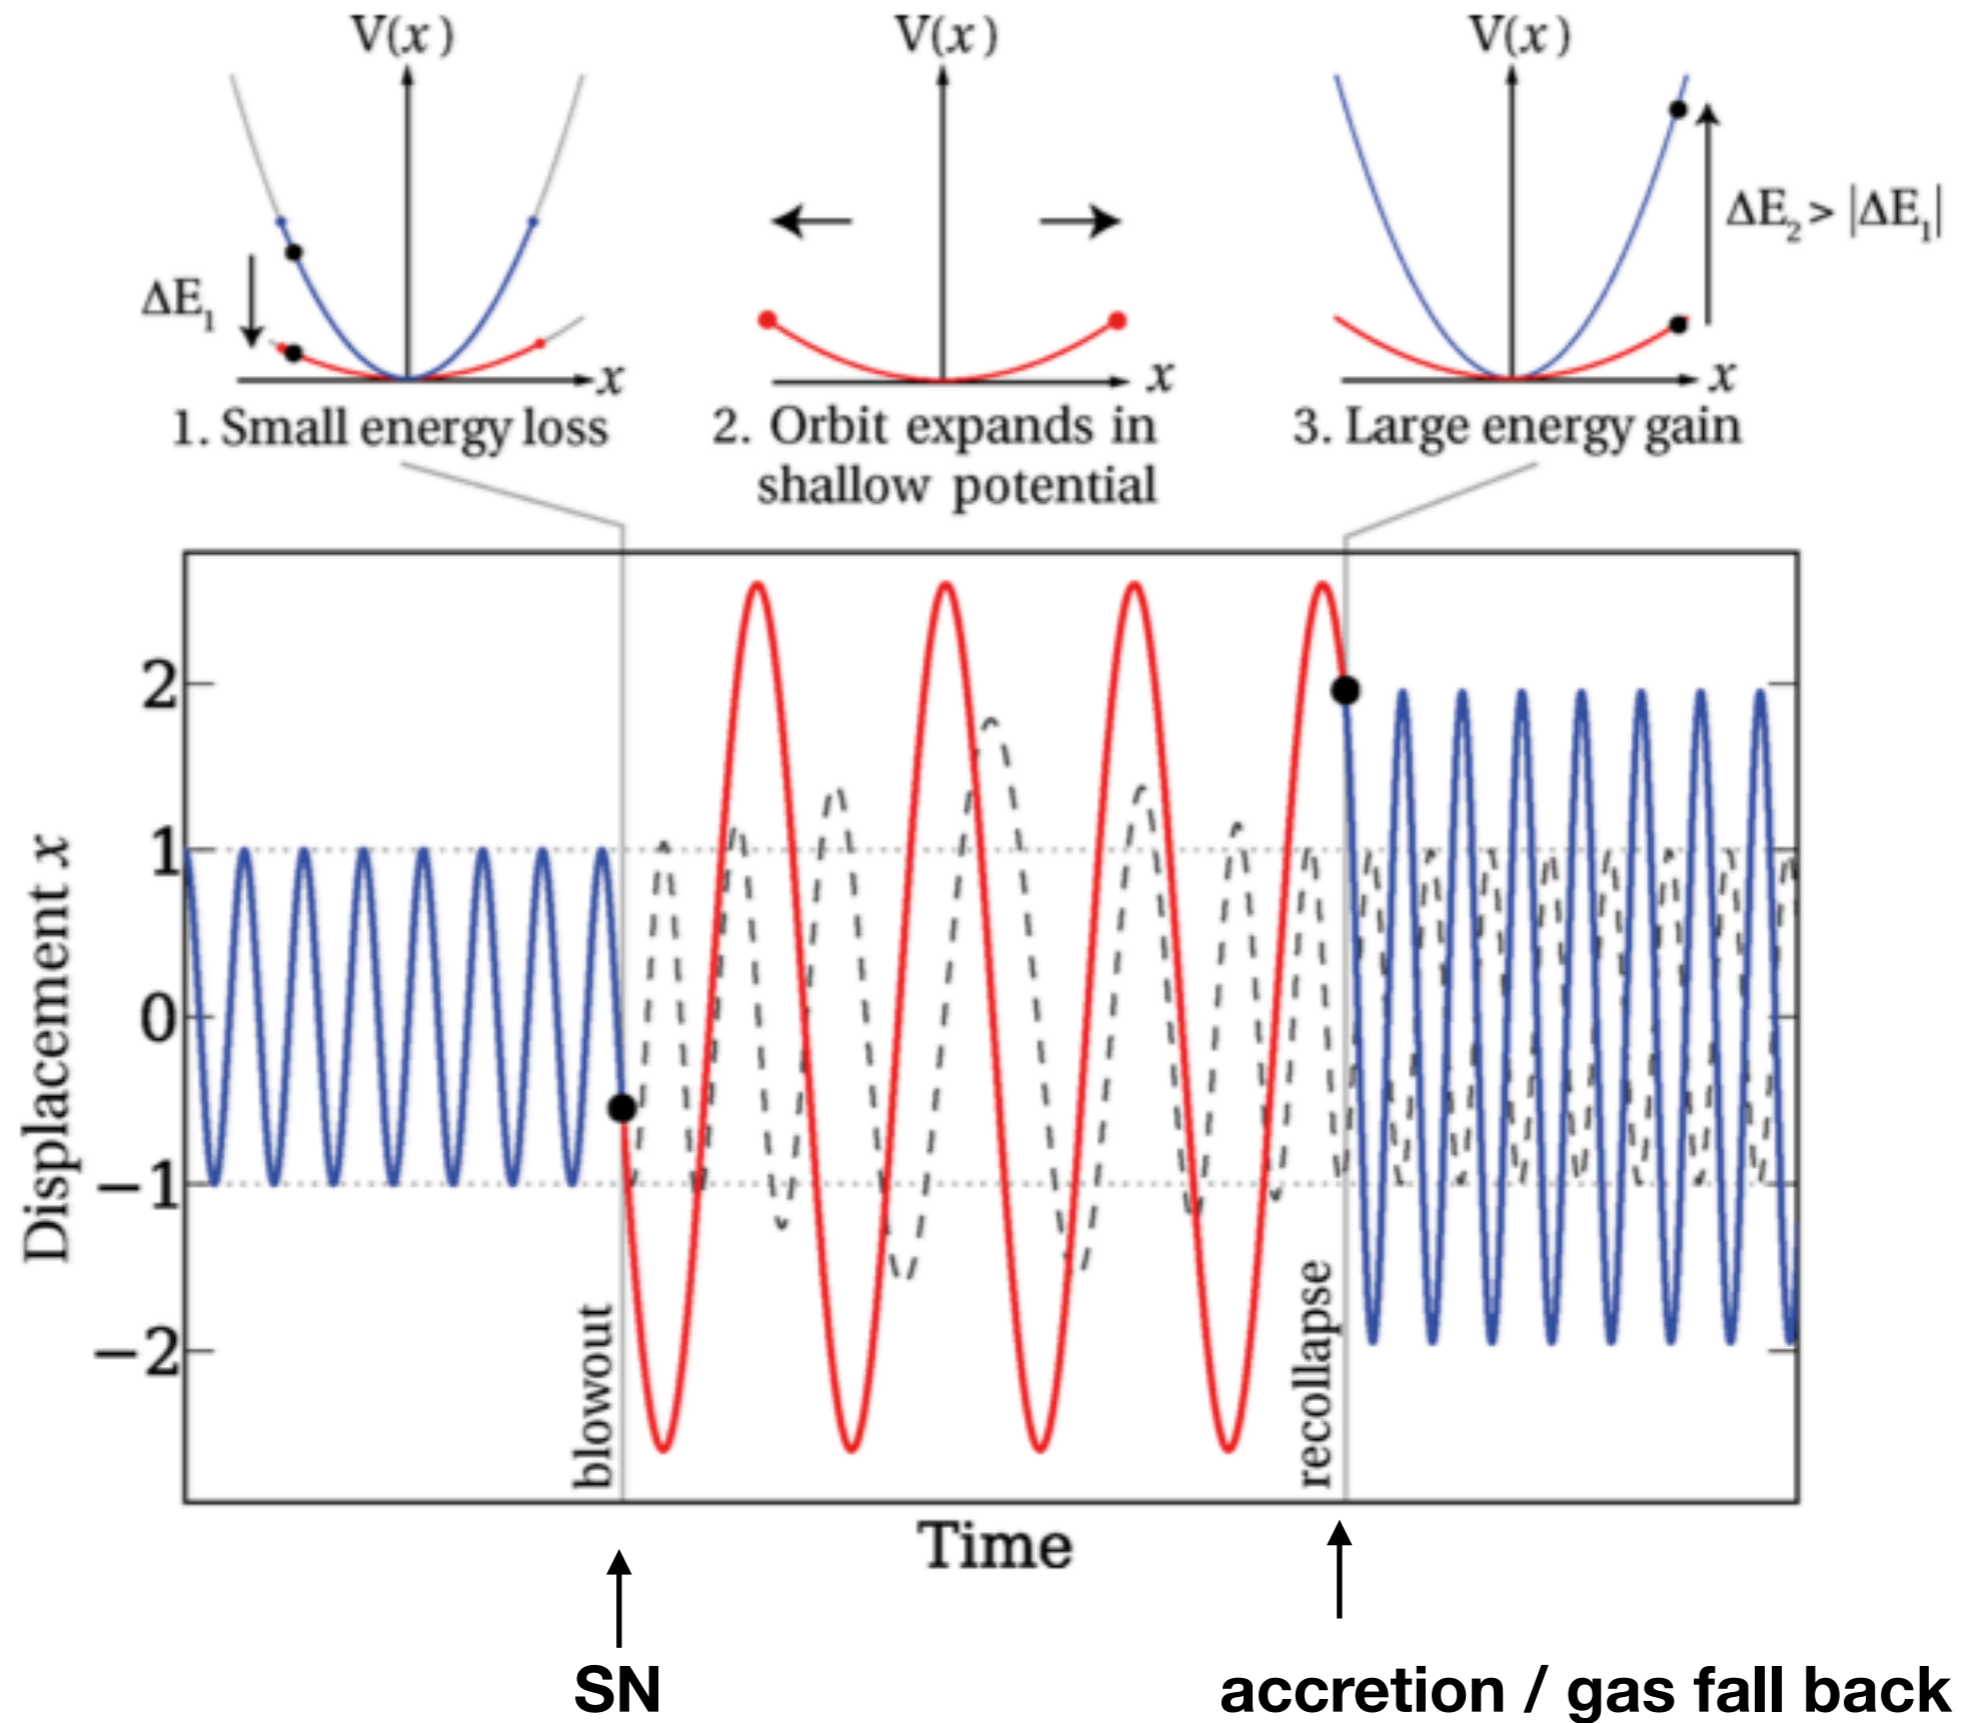 V(x) V(x) V(x)
ΔE₂ > |ΔE₁|
ΔE₁
x x x
1. Small energy loss
2. Orbit expands in
shallow potential
3. Large energy gain
Displacement x
2
1
0
−1
−2
blowout
recollapse
Time
SN
accretion / gas fall back